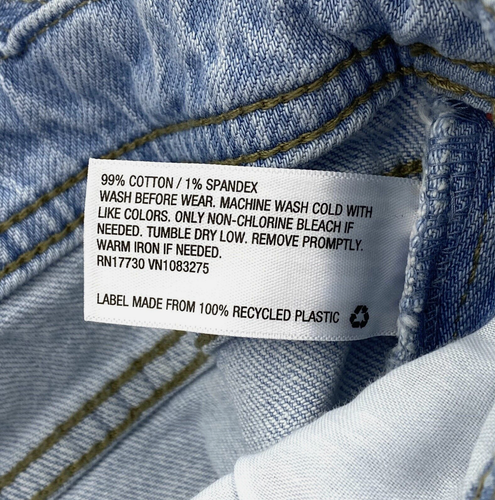 99% COTTON / 1% SPANDEX
WASH BEFORE WEAR. MACHINE WASH COLD WITH
LIKE COLORS. ONLY NON-CHLORINE BLEACH IF
NEEDED. TUMBLE DRY LOW. REMOVE PROMPTLY.
WARM IRON IF NEEDED.
RN17730 VN1083275
LABEL MADE FROM 100% RECYCLED PLASTIC